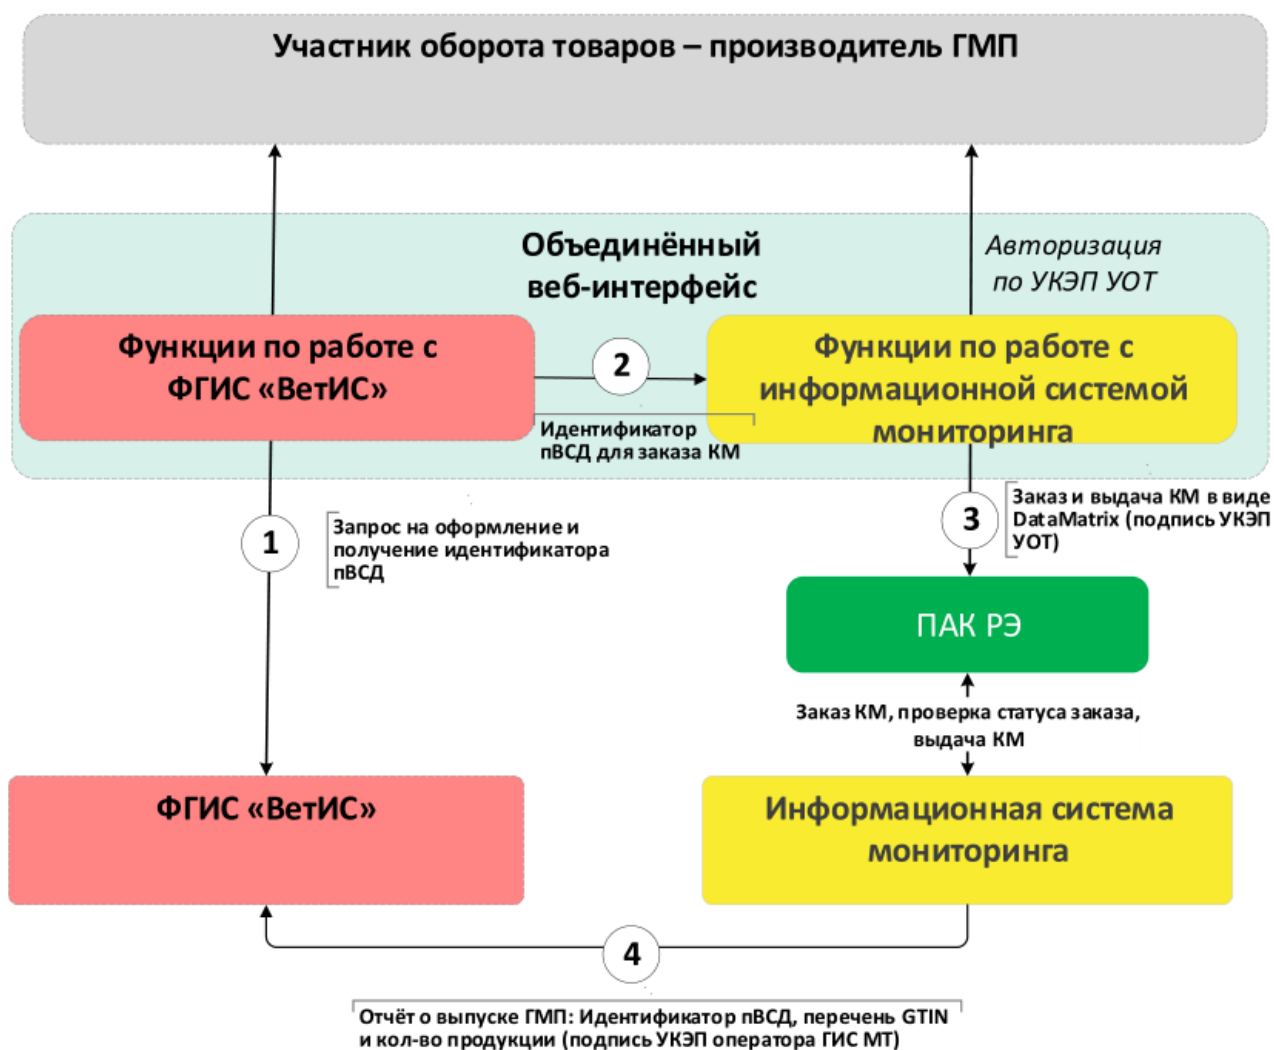 Участник оборота товаров – производитель ГМП
Объединённый
веб-интерфейс
Авторизация
по УКЭП УОТ
Функции по работе с
ФГИС «ВетИС»
2
Функции по работе с
информационной системой
мониторинга
Идентификатор
пВСД для заказа КМ
1
Запрос на оформление и
получение идентификатора
пВСД
3
Заказ и выдача КМ в виде
DataMatrix (подпись УКЭП
УОТ)
ПАК РЭ
Заказ КМ, проверка статуса заказа,
выдача КМ
ФГИС «ВетИС»
Информационная система
мониторинга
4
Отчёт о выпуске ГМП: Идентификатор пВСД, перечень GTIN
и кол-во продукции (подпись УКЭП оператора ГИС МТ)